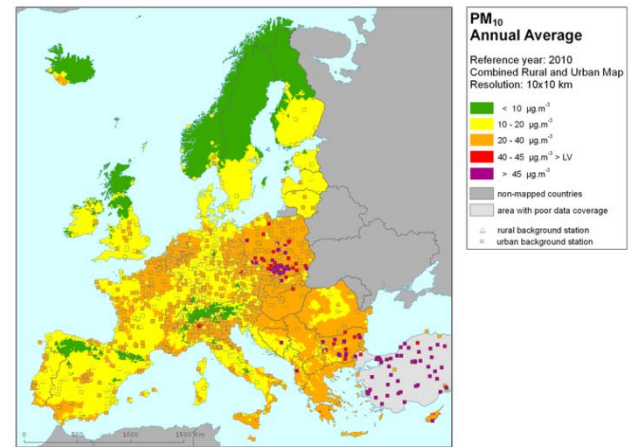 PM10
Annual Average
Reference year: 2010
Combined Rural and Urban Map
Resolution: 10x10 km
< 10 µg.m-3
10 - 20 µg.m-3
20 - 40 µg.m-3
40 - 45 µg.m-3 > LV
> 45 µg.m-3
non-mapped countries
area with poor data coverage
rural background station
urban background station
0 500 1000 1500 km